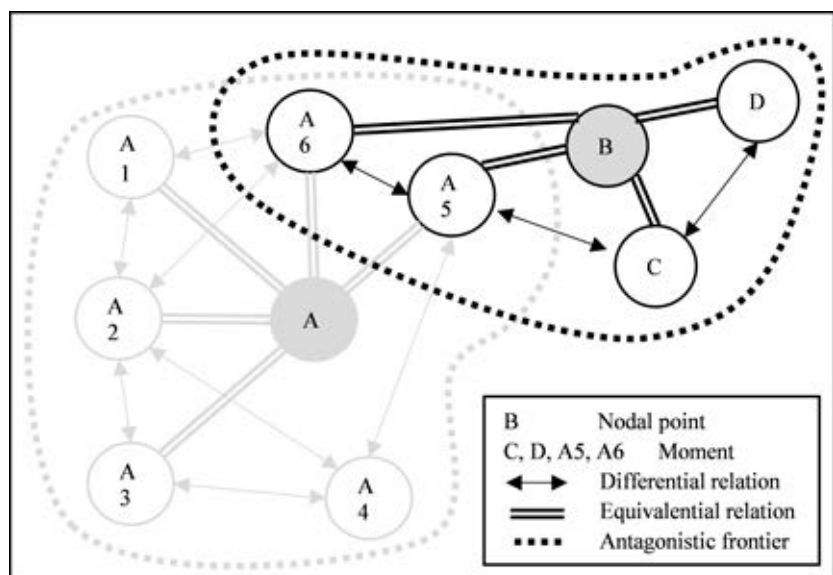 A
6
D
A
1
B
A
5
C
A
2
A
A
3
A
4
B Nodal point
C, D, A5, A6 Moment
Differential relation
Equivalential relation
Antagonistic frontier